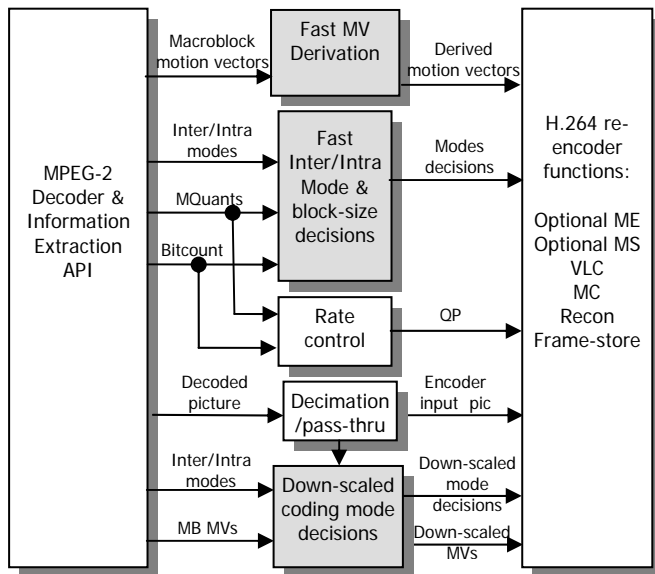 MPEG-2
Decoder &
Information
Extraction
API
Macroblock
motion vectors
Fast MV
Derivation
Derived
motion vectors
Inter/Intra
modes
MQuants
Bitcount
Fast
Inter/Intra
Mode &
block-size
decisions
Modes
decisions
Rate
control
QP
Decoded
picture
Decimation
/pass-thru
Encoder
input pic
Inter/Intra
modes
MB MVs
Down-scaled
coding mode
decisions
Down-scaled
mode
decisions
Down-scaled
MVs
H.264 re-
encoder
functions:
Optional ME
Optional MS
VLC
MC
Recon
Frame-store